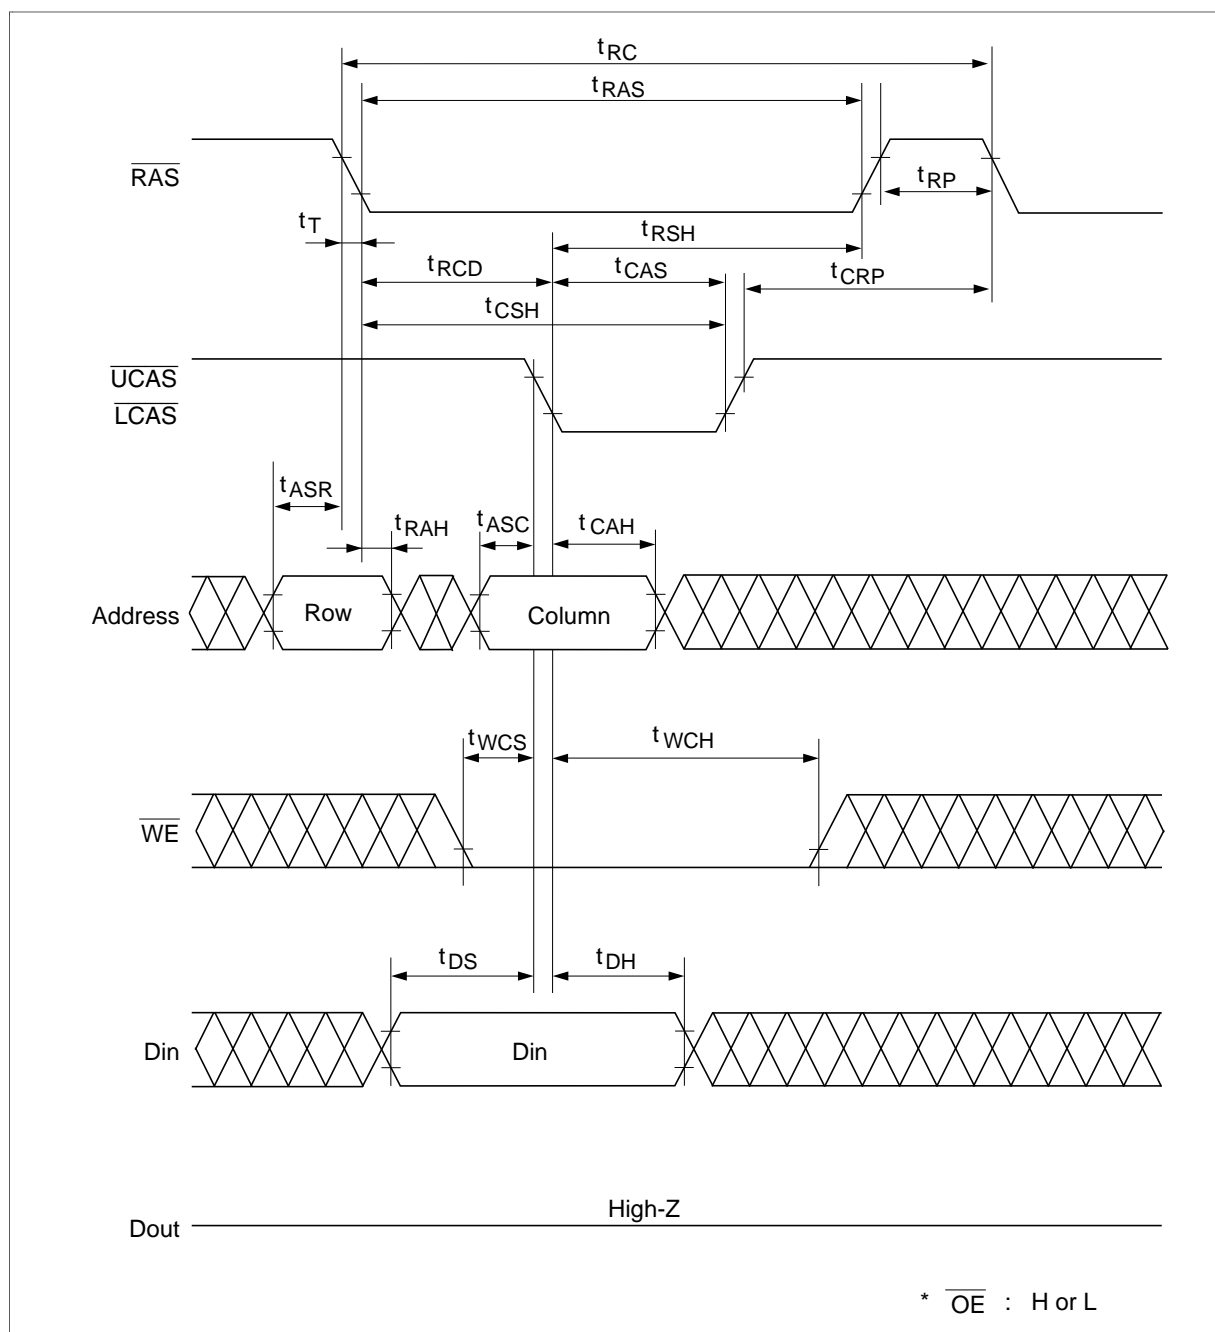 tRC
tRAS
RAS
tRP
tT
tRSH
tRCD
tCAS
tCRP
tCSH
UCAS
LCAS
tASR
tRAH
tASC
tCAH
Address
Row
Column
tWCS
tWCH
WE
tDS
tDH
Din
Din
High-Z
Dout
* OE : H or L